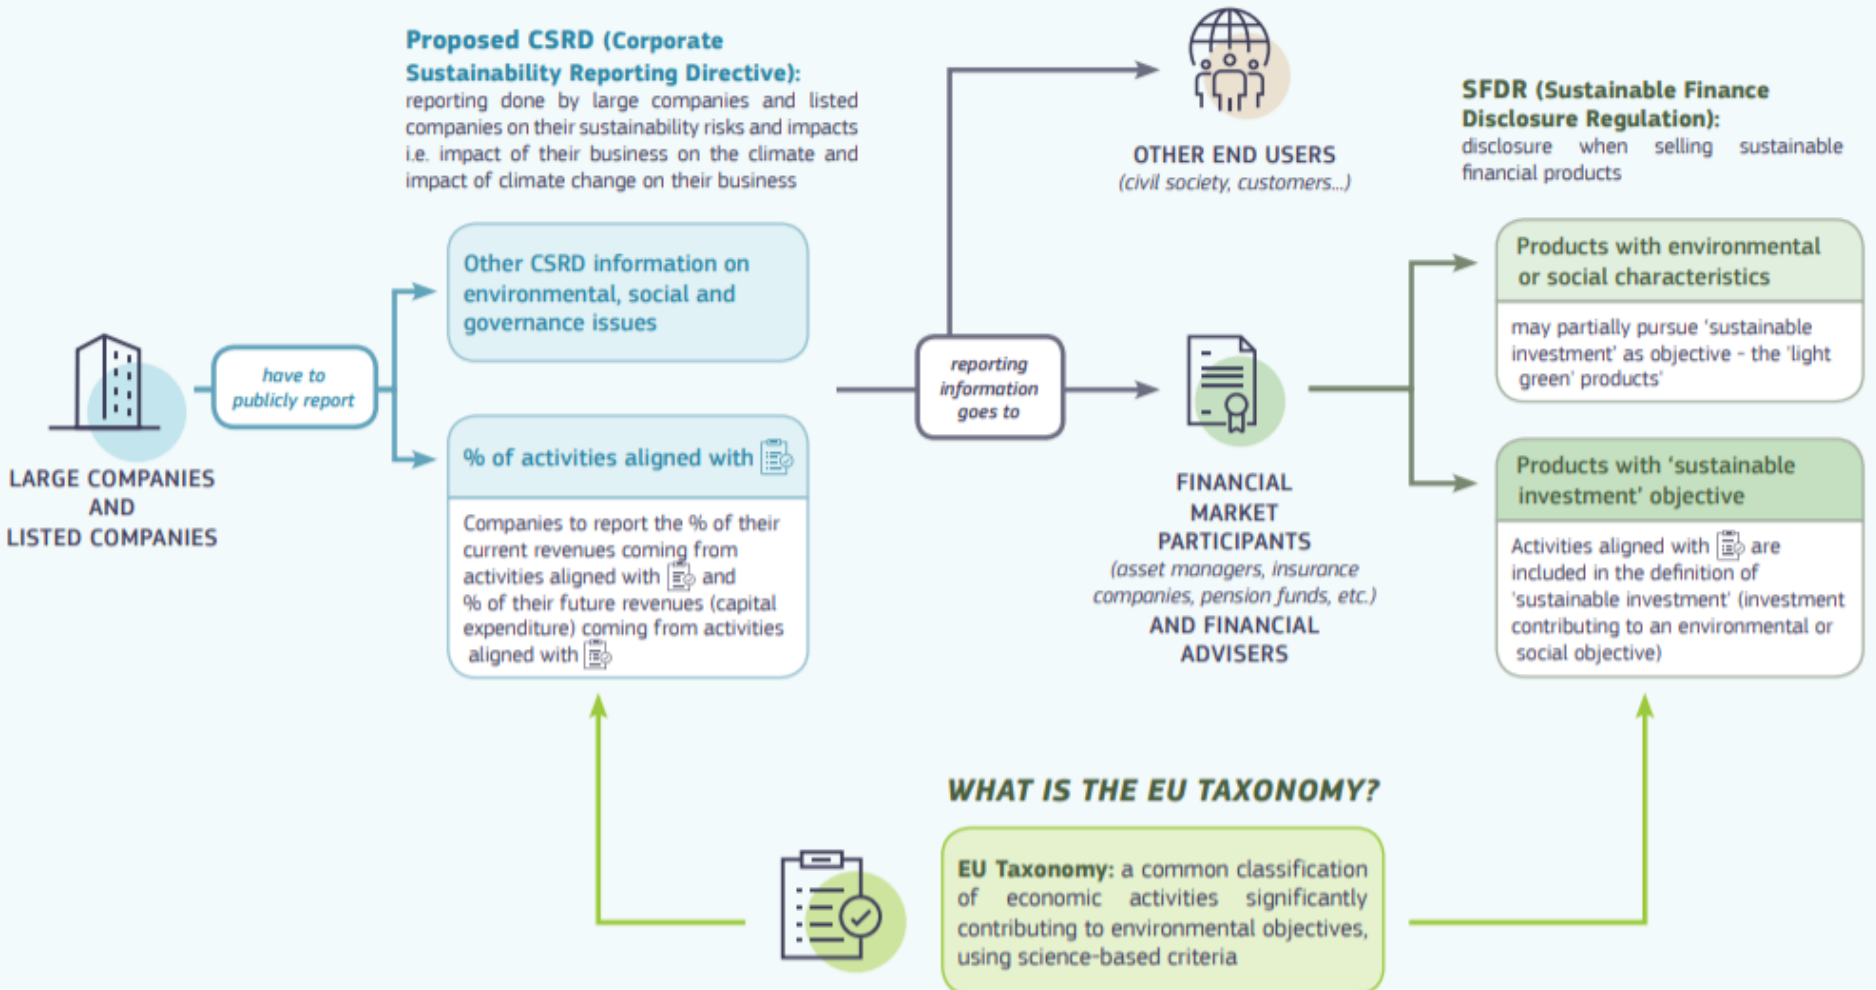 Proposed CSRD (Corporate
Sustainability Reporting Directive):
reporting done by large companies and listed
companies on their sustainability risks and impacts
i.e. impact of their business on the climate and
impact of climate change on their business
LARGE COMPANIES
AND
LISTED COMPANIES
have to
publicly report
Other CSRD information on
environmental, social and
governance issues
% of activities aligned with
Companies to report the % of their
current revenues coming from
activities aligned with and
% of their future revenues (capital
expenditure) coming from activities
aligned with
reporting
information
goes to
OTHER END USERS
(civil society, customers...)
FINANCIAL
MARKET
PARTICIPANTS
(asset managers, insurance
companies, pension funds, etc.)
AND FINANCIAL
ADVISERS
SFDR (Sustainable Finance
Disclosure Regulation):
disclosure when selling sustainable
financial products
Products with environmental
or social characteristics
may partially pursue 'sustainable
investment' as objective - the 'light
green' products'
Products with 'sustainable
investment' objective
Activities aligned with are
included in the definition of
'sustainable investment' (investment
contributing to an environmental or
social objective)
WHAT IS THE EU TAXONOMY?
EU Taxonomy: a common classification
of economic activities significantly
contributing to environmental objectives,
using science-based criteria